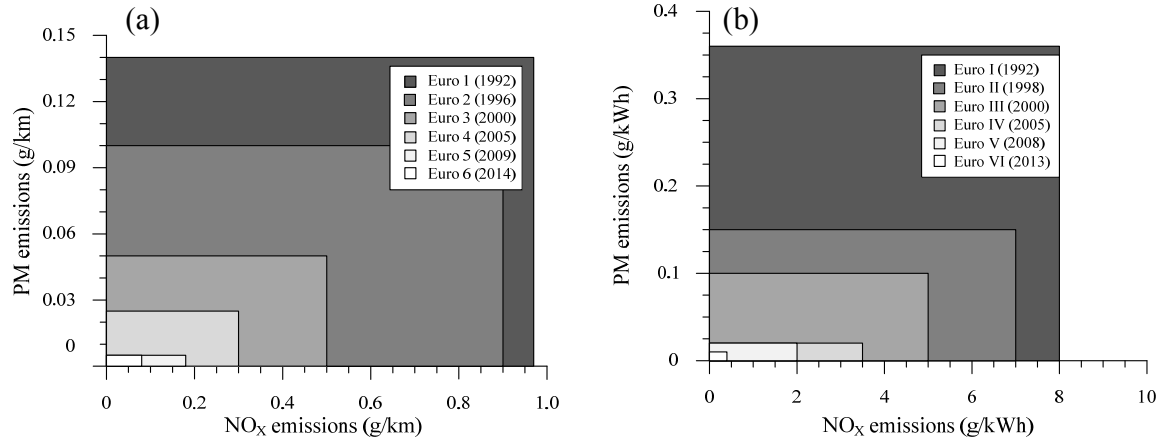 (a)
0.15
0.12
0.09
0.06
0.03
0
PM emissions (g/km)
Euro 1 (1992)
Euro 2 (1996)
Euro 3 (2000)
Euro 4 (2005)
Euro 5 (2009)
Euro 6 (2014)
0 0.2 0.4 0.6 0.8 1.0
NOX emissions (g/km)
(b)
0.4
0.3
0.2
0.1
0
PM emissions (g/kWh)
Euro I (1992)
Euro II (1998)
Euro III (2000)
Euro IV (2005)
Euro V (2008)
Euro VI (2013)
0 2 4 6 8 10
NOX emissions (g/kWh)